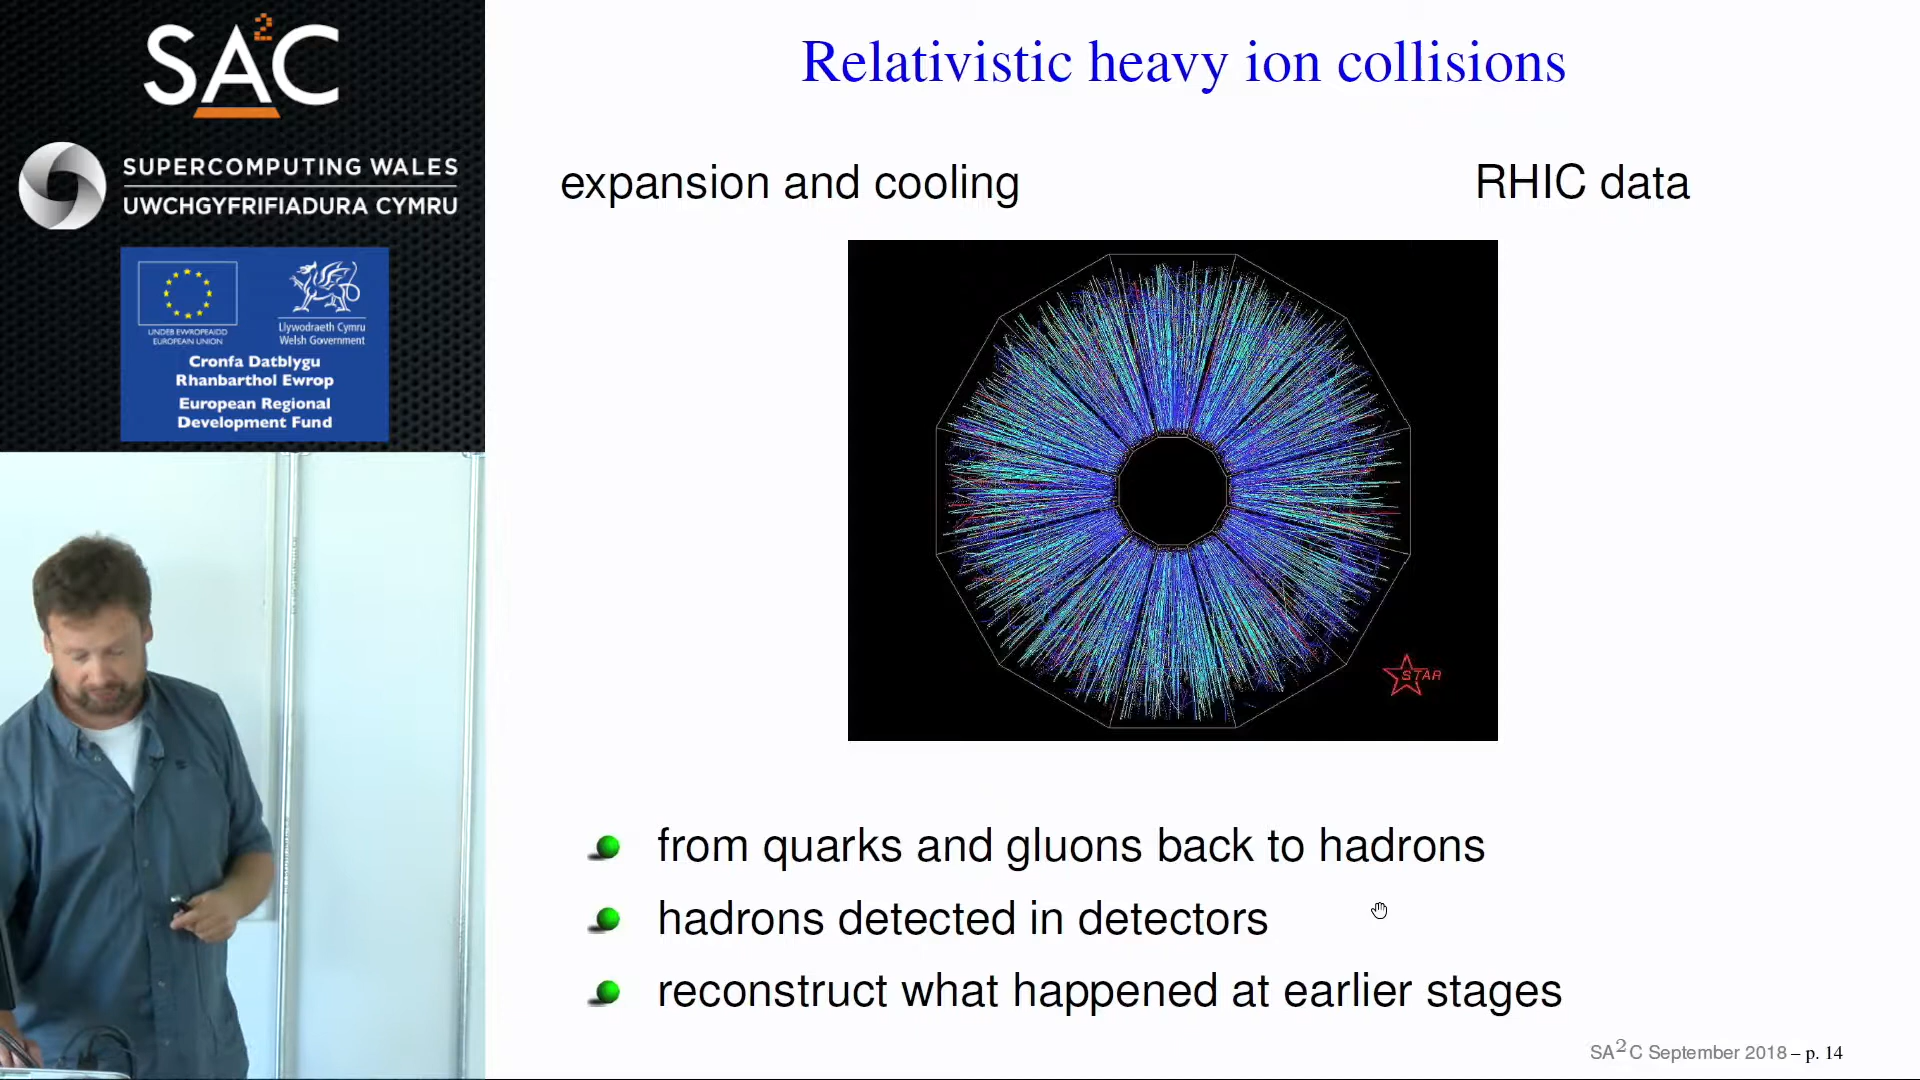 SA²C
SUPERCOMPUTING WALES
UWCHGYFRIFIADURA CYMRU
UNDEB EWROPEAIDD
EUROPEAN UNION
Llywodraeth Cymru
Welsh Government
Cronfa Datblygu
Rhanbarthol Ewrop
European Regional
Development Fund
Relativistic heavy ion collisions
expansion and cooling
RHIC data
STAR
from quarks and gluons back to hadrons
hadrons detected in detectors
reconstruct what happened at earlier stages
SA²C September 2018 – p. 14